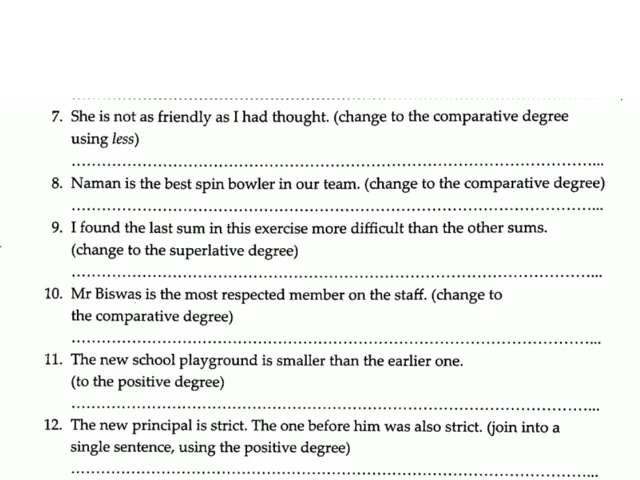 7. She is not as friendly as I had thought. (change to the comparative degree
using less)
8. Naman is the best spin bowler in our team. (change to the comparative degree)
9. I found the last sum in this exercise more difficult than the other sums.
(change to the superlative degree)
10. Mr Biswas is the most respected member on the staff. (change to
the comparative degree)
11. The new school playground is smaller than the earlier one.
(to the positive degree)
12. The new principal is strict. The one before him was also strict. (join into a
single sentence, using the positive degree)